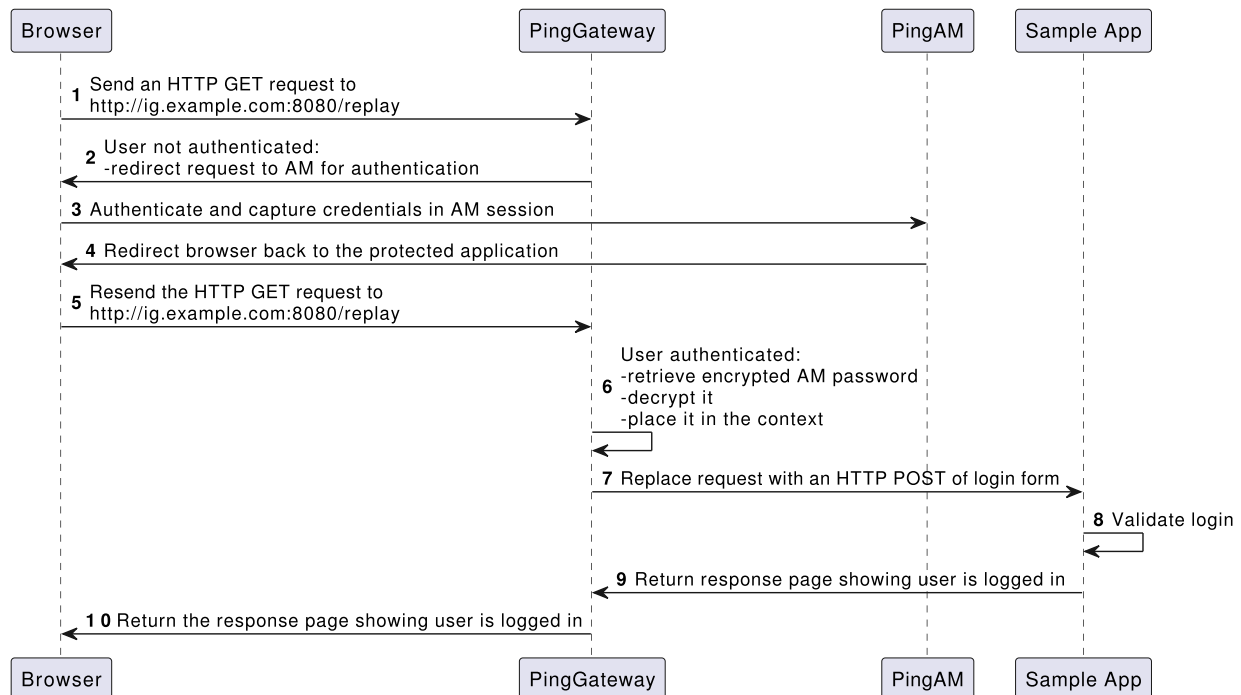 Browser PingGateway PingAM Sample App
1 Send an HTTP GET request to
http://ig.example.com:8080/replay
2 User not authenticated:
-redirect request to AM for authentication
3 Authenticate and capture credentials in AM session
4 Redirect browser back to the protected application
5 Resend the HTTP GET request to
http://ig.example.com:8080/replay
6 User authenticated:
-retrieve encrypted AM password
-decrypt it
-place it in the context
7 Replace request with an HTTP POST of login form
8 Validate login
9 Return response page showing user is logged in
10 Return the response page showing user is logged in
Browser PingGateway PingAM Sample App